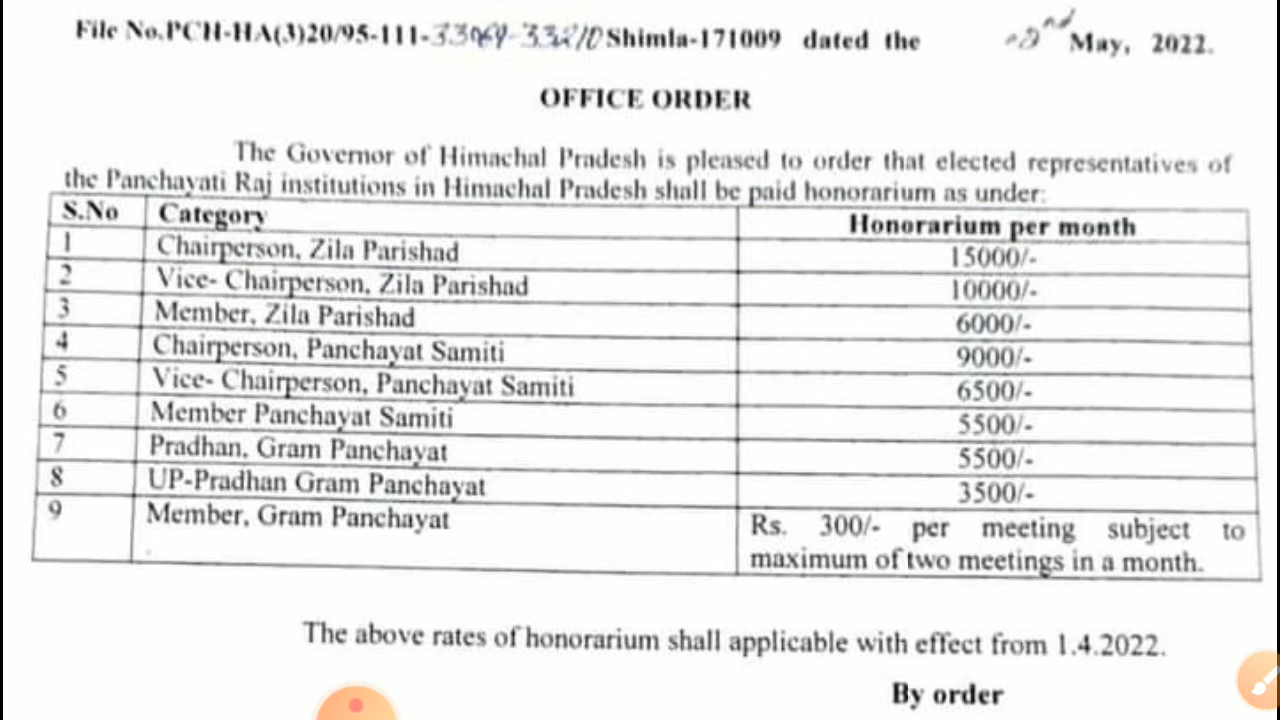 File No.PCH-HA(3)20/95-111-33064-33210 Shimla-171009 dated the 02nd May, 2022.
OFFICE ORDER
The Governor of Himachal Pradesh is pleased to order that elected representatives of
the Panchayati Raj institutions in Himachal Pradesh shall be paid honorarium as under:
S.No Category Honorarium per month
1 Chairperson, Zila Parishad 15000/-
2 Vice- Chairperson, Zila Parishad 10000/-
3 Member, Zila Parishad 6000/-
4 Chairperson, Panchayat Samiti 9000/-
5 Vice- Chairperson, Panchayat Samiti 6500/-
6 Member Panchayat Samiti 5500/-
7 Pradhan, Gram Panchayat 5500/-
8 UP-Pradhan Gram Panchayat 3500/-
9 Member, Gram Panchayat Rs. 300/- per meeting subject to
maximum of two meetings in a month.
The above rates of honorarium shall applicable with effect from 1.4.2022.
By order